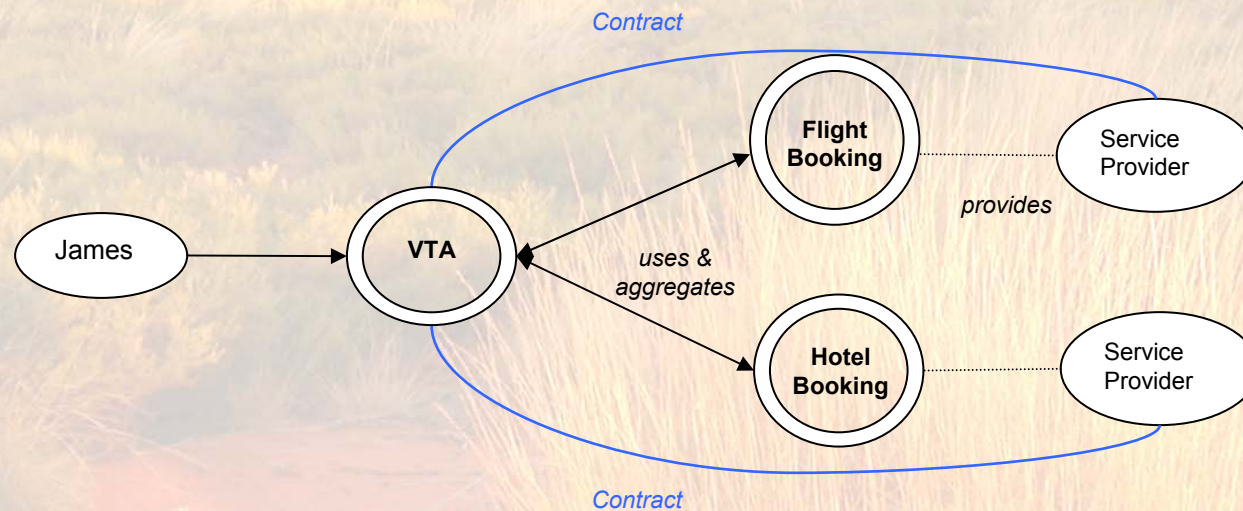 Contract
Flight
Booking
Service
Provider
provides
James
VTA
uses &
aggregates
Hotel
Booking
Service
Provider
Contract